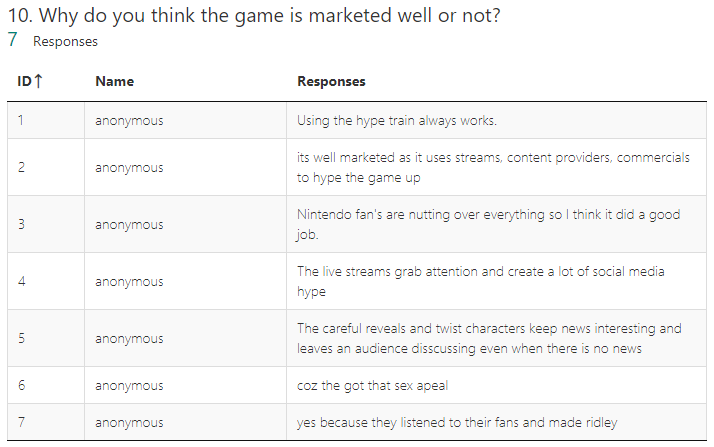 10. Why do you think the game is marketed well or not?
7 Responses
ID↑ Name Responses
1 anonymous Using the hype train always works.
2 anonymous its well marketed as it uses streams, content providers, commercials
to hype the game up
3 anonymous Nintendo fan's are nutting over everything so I think it did a good
job.
4 anonymous The live streams grab attention and create a lot of social media
hype
5 anonymous The careful reveals and twist characters keep news interesting and
leaves an audience disscussing even when there is no news
6 anonymous coz the got that sex apeal
7 anonymous yes because they listened to their fans and made ridley